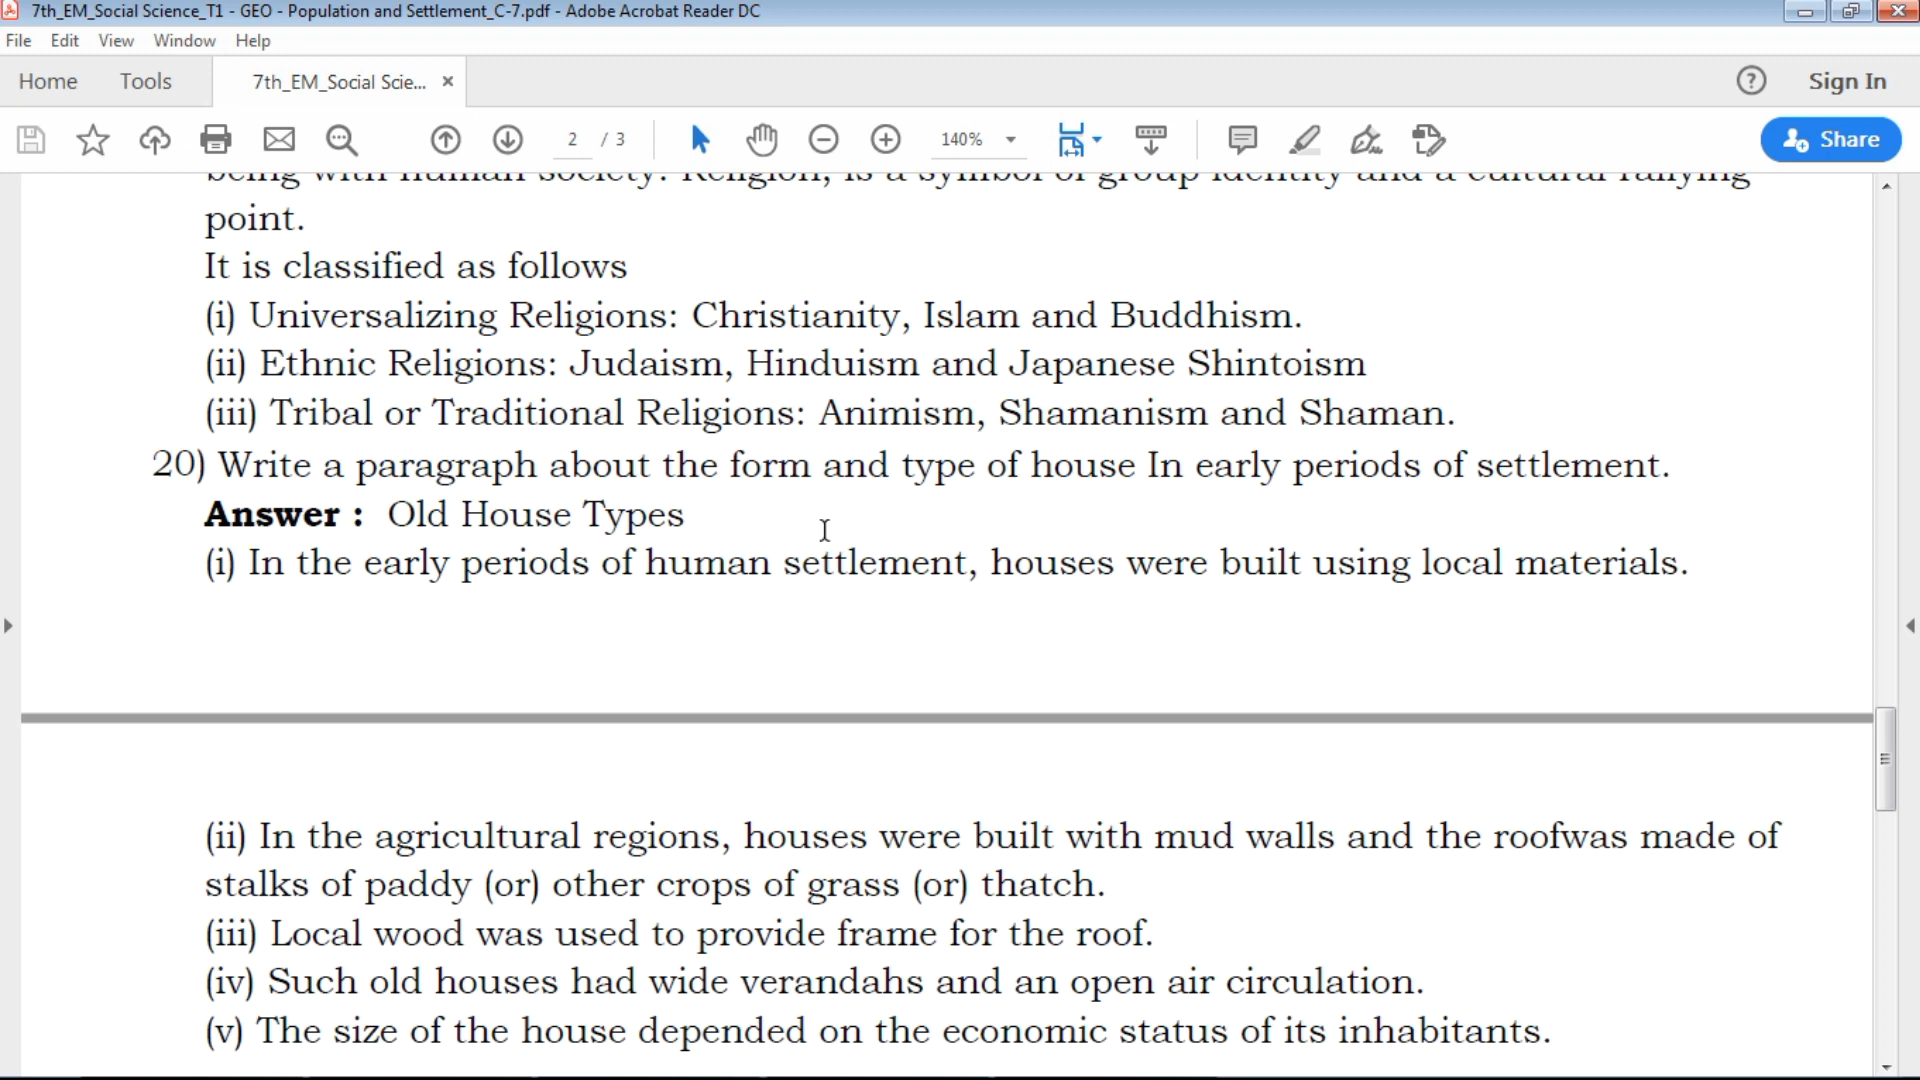 7th_EM_Social Science_T1 - GEO - Population and Settlement_C-7.pdf - Adobe Acrobat Reader DC
File Edit View Window Help
Home Tools 7th_EM_Social Scie... Sign In
2 / 3 140% Share
being with human society. Religion, is a symbol of group identity and a cultural rallying
point.
It is classified as follows
(i) Universalizing Religions: Christianity, Islam and Buddhism.
(ii) Ethnic Religions: Judaism, Hinduism and Japanese Shintoism
(iii) Tribal or Traditional Religions: Animism, Shamanism and Shaman.
20) Write a paragraph about the form and type of house In early periods of settlement.
Answer : Old House Types
(i) In the early periods of human settlement, houses were built using local materials.
(ii) In the agricultural regions, houses were built with mud walls and the roofwas made of
stalks of paddy (or) other crops of grass (or) thatch.
(iii) Local wood was used to provide frame for the roof.
(iv) Such old houses had wide verandahs and an open air circulation.
(v) The size of the house depended on the economic status of its inhabitants.